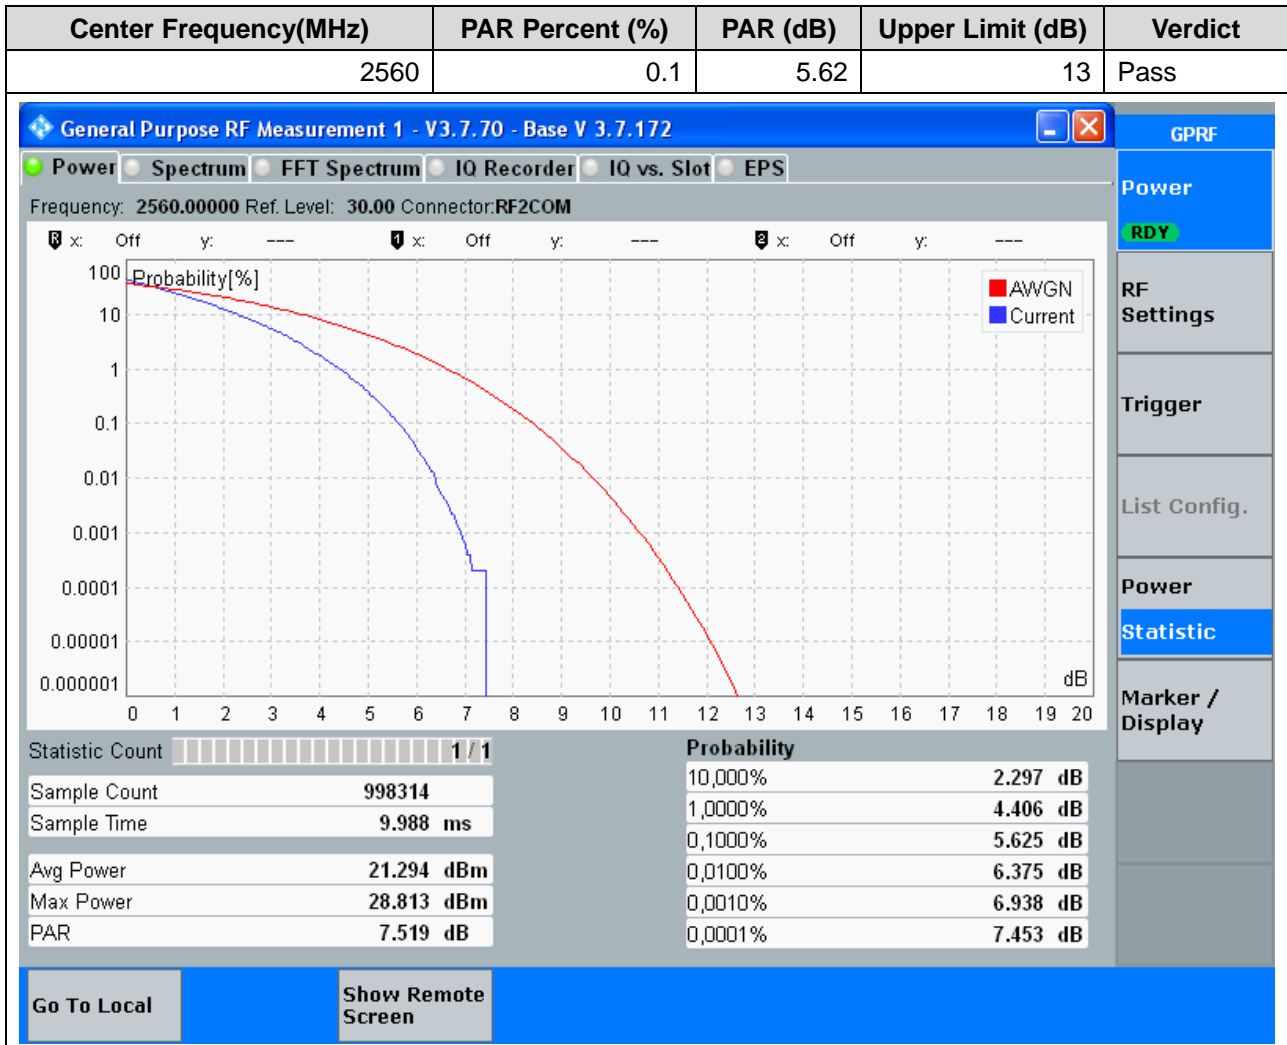 Center Frequency(MHz) PAR Percent (%) PAR (dB) Upper Limit (dB) Verdict
2560 0.1 5.62 13 Pass
General Purpose RF Measurement 1 - V3.7.70 - Base V 3.7.172
GPRF
Power Spectrum FFT Spectrum IQ Recorder IQ vs. Slot EPS
Frequency: 2560.00000 Ref. Level: 30.00 Connector:RF2COM
R x: Off y: --- 1 x: Off y: --- 2 x: Off y: ---
Probability[%]
100
10
1
0.1
0.01
0.001
0.0001
0.00001
0.000001
AWGN
Current
dB
0 1 2 3 4 5 6 7 8 9 10 11 12 13 14 15 16 17 18 19 20
Statistic Count 1 / 1
Sample Count 998314
Sample Time 9.988 ms
Avg Power 21.294 dBm
Max Power 28.813 dBm
PAR 7.519 dB
Probability
10,000% 2.297 dB
1,0000% 4.406 dB
0,1000% 5.625 dB
0,0100% 6.375 dB
0,0010% 6.938 dB
0,0001% 7.453 dB
Power
RDY
RF
Settings
Trigger
List Config.
Power
Statistic
Marker /
Display
Go To Local
Show Remote
Screen